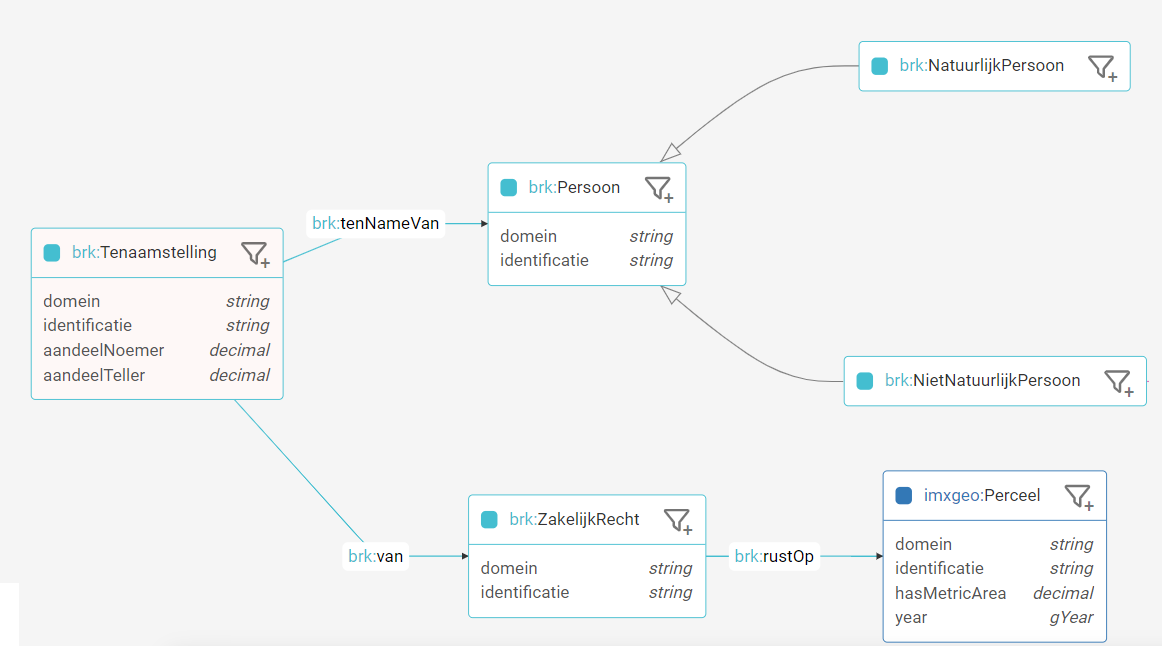 brk:NatuurlijkPersoon
brk:Persoon
domein string
identificatie string
brk:tenNameVan
brk:Tenaamstelling
domein string
identificatie string
aandeelNoemer decimal
aandeelTeller decimal
brk:NietNatuurlijkPersoon
brk:van
brk:ZakelijkRecht
domein string
identificatie string
brk:rustOp
imxgeo:Perceel
domein string
identificatie string
hasMetricArea decimal
year gYear